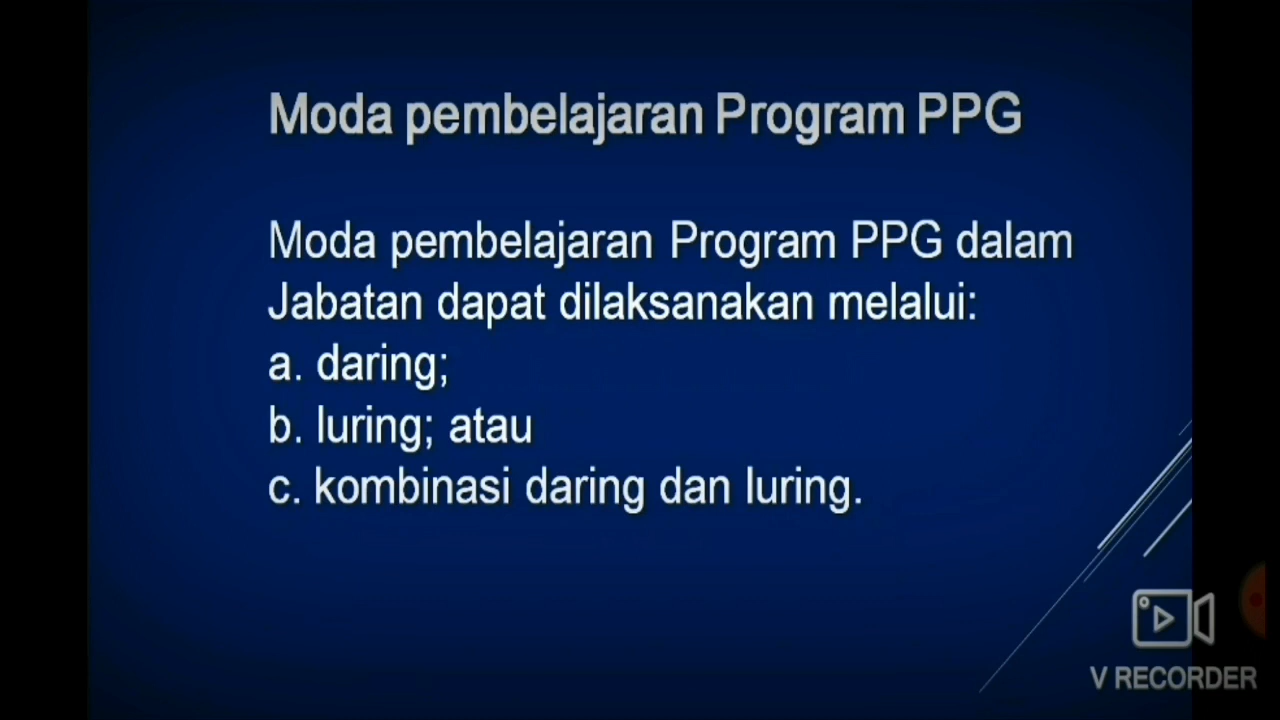 Moda pembelajaran Program PPG
Moda pembelajaran Program PPG dalam
Jabatan dapat dilaksanakan melalui:
a. daring;
b. luring; atau
c. kombinasi daring dan luring.
V RECORDER